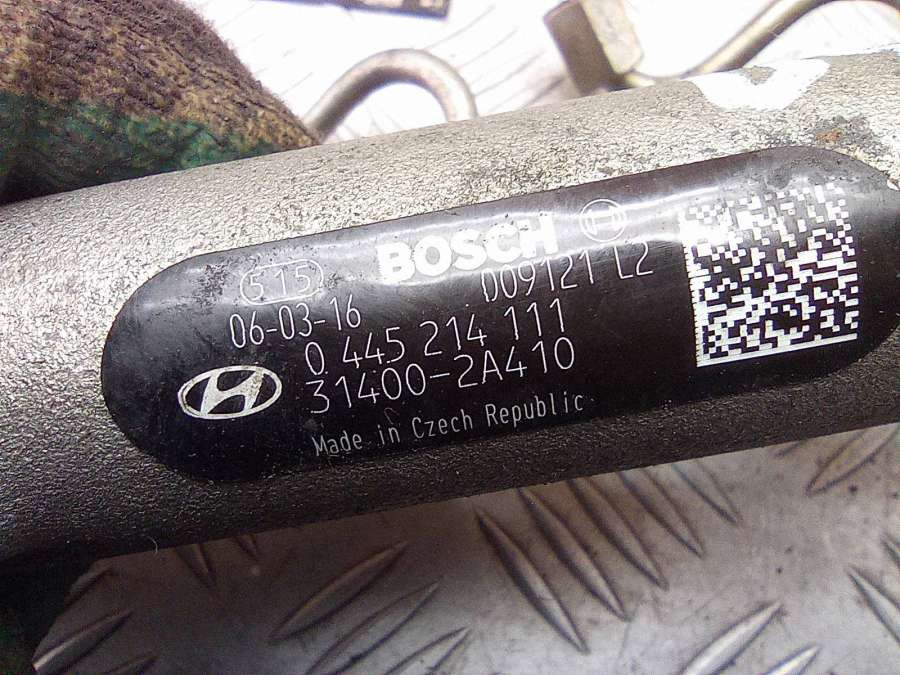 BOSCH
515
D09121 L2
06-03-16
0 445 214 111
31400-2A410
Made in Czech Republic